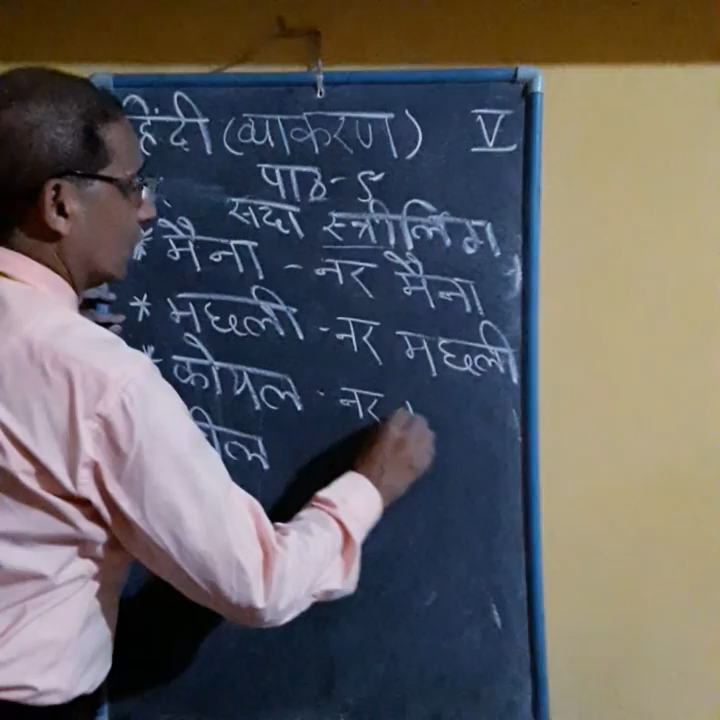 हिंदी (व्याकरण) V
पाठ-5
सदा स्त्रीलिंग
* मैना - नर मैना
* मछली - नर मछली
* कोयल - नर